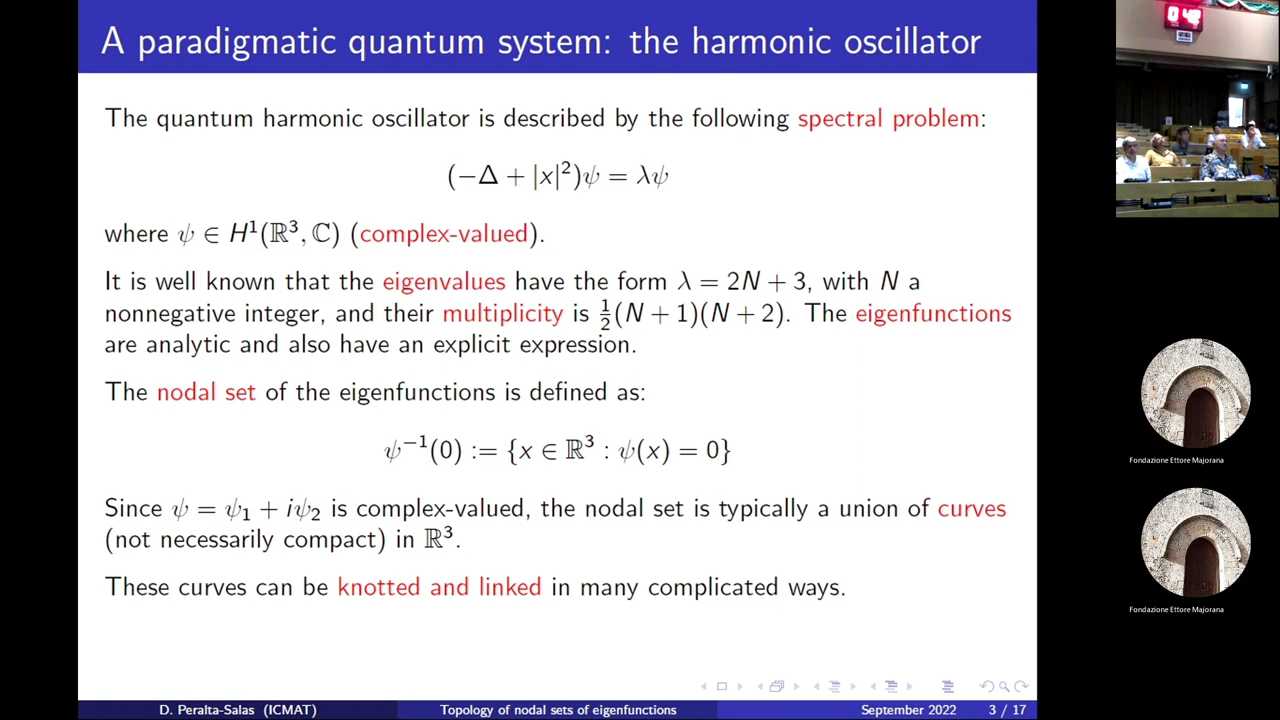 A paradigmatic quantum system: the harmonic oscillator
The quantum harmonic oscillator is described by the following spectral problem:
(−Δ + |x|²)ψ = λψ
where ψ ∈ H¹(ℝ³, ℂ) (complex-valued).
It is well known that the eigenvalues have the form λ = 2N + 3, with N a
nonnegative integer, and their multiplicity is ½(N + 1)(N + 2). The eigenfunctions
are analytic and also have an explicit expression.
The nodal set of the eigenfunctions is defined as:
ψ⁻¹(0) := {x ∈ ℝ³ : ψ(x) = 0}
Since ψ = ψ₁ + iψ₂ is complex-valued, the nodal set is typically a union of curves
(not necessarily compact) in ℝ³.
These curves can be knotted and linked in many complicated ways.
D. Peralta-Salas (ICMAT) Topology of nodal sets of eigenfunctions September 2022 3 / 17
Fondazione Ettore Majorana
Fondazione Ettore Majorana